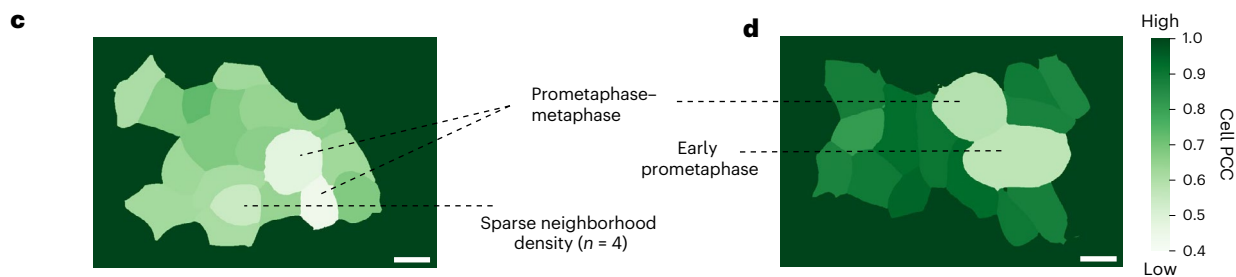 c
Prometaphase–
metaphase
Sparse neighborhood
density (n = 4)
d
Early
prometaphase
High
1.0
0.9
0.8
0.7
0.6
0.5
0.4
Low
Cell PCC